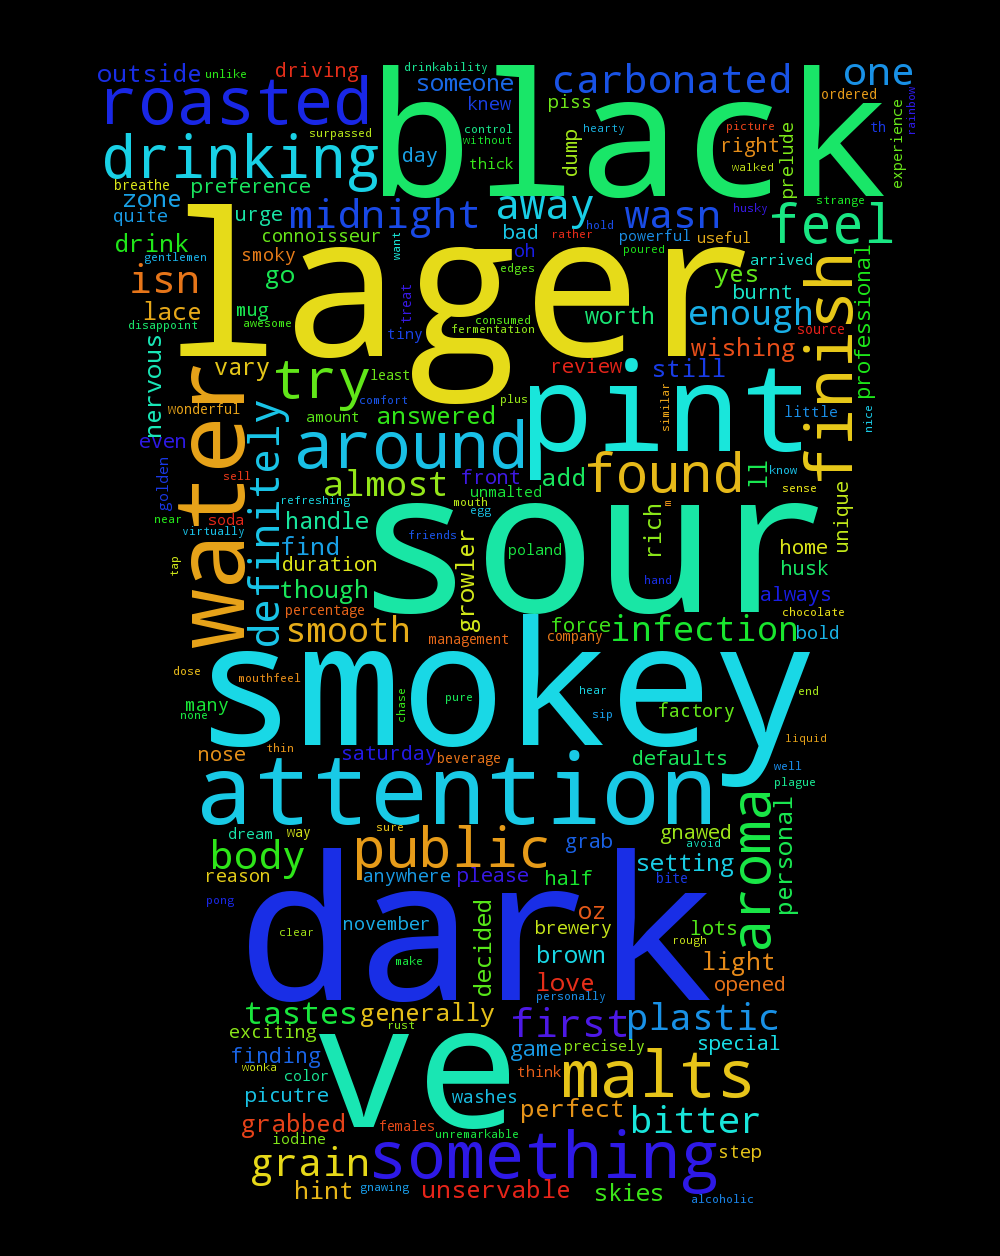 outside unlike driving drinkability someone carbonated one
roasted black knew piss ordered rainbow
drinking surpassed control without day thick dump hearty picture right walked prelude th experience
breathe preference zone quite urge midnight away wasn husky strange feel
drink gentlemen connoisseur want bad oh rather hold powerful poured useful
isn smoky go lager edges yes arrived burnt professional
lace mug treat disappoint awesome tiny consumed fermentation worth enough source finish
nervous vary try least review still wishing
water wonderful amount comfort answered plus pint similar little nice
even definitely around front add found ll know
golden sell almost unmalted sense unique
near soda refreshing handle mouth egg sour rich m
virtually tap find friends poland growler home
duration though hand husk always
percentage smooth management force company infection chocolate bold
dose mouthfeel smokey hear end
many none chase pure sip factory
nose thin saturday beverage defaults liquid
attention well plague
dream way sure public grab gnawed avoid aroma personal
body reason anywhere please half setting bite
pong dark november clear decided oz brewery lots rough
make brown light
love personally opened
tastes generally first plastic
exciting rust ve game precisely special
finding wonka color think malts
picutre washes perfect
grabbed females unremarkable bitter
iodine something step
grain hint gnawing unservable skies alcoholic